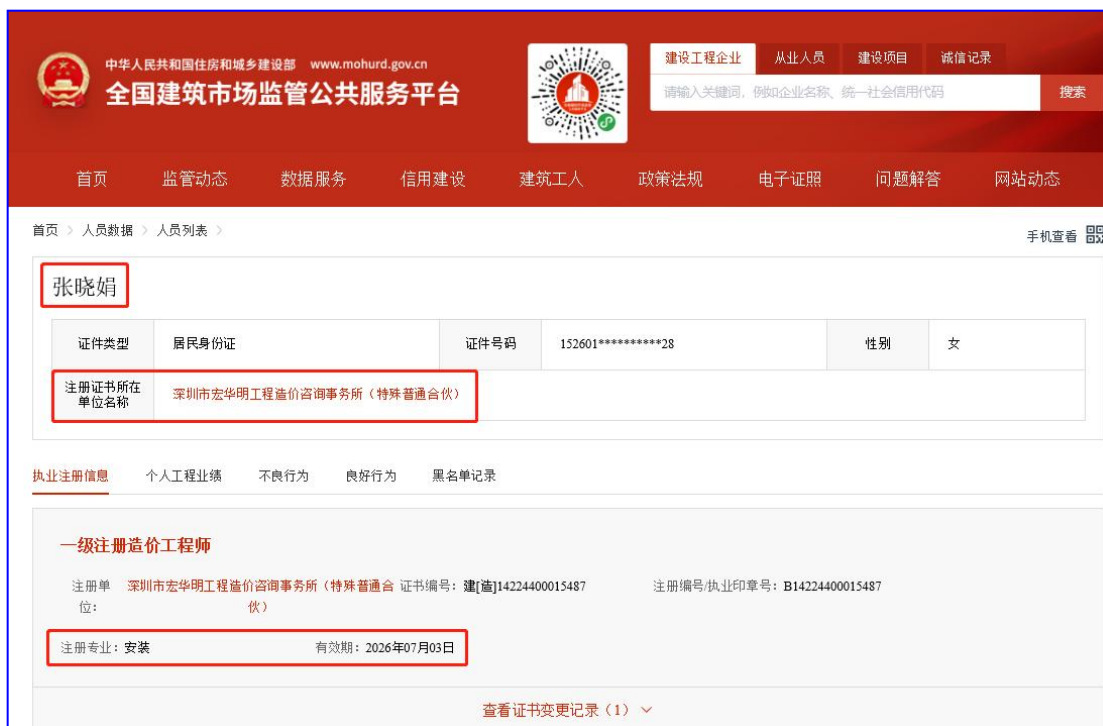 中华人民共和国住房和城乡建设部 www.mohurd.gov.cn
全国建筑市场监管公共服务平台
建设工程企业 从业人员 建设项目 诚信记录
请输入关键词，例如企业名称、统一社会信用代码 搜索
首页 监管动态 数据服务 信用建设 建筑工人 政策法规 电子证照 问题解答 网站动态
首页 > 人员数据 > 人员列表 >
手机查看
张晓娟
证件类型 居民身份证 证件号码 152601**********28 性别 女
注册证书所在
单位名称
深圳市宏华明工程造价咨询事务所（特殊普通合伙）
执业注册信息 个人工程业绩 不良行为 良好行为 黑名单记录
一级注册造价工程师
注册单 深圳市宏华明工程造价咨询事务所（特殊普通合 证书编号：建[造]14224400015487 注册编号/执业印章号：B14224400015487
位： 伙）
注册专业：安装 有效期：2026年07月03日
查看证书变更记录（1）